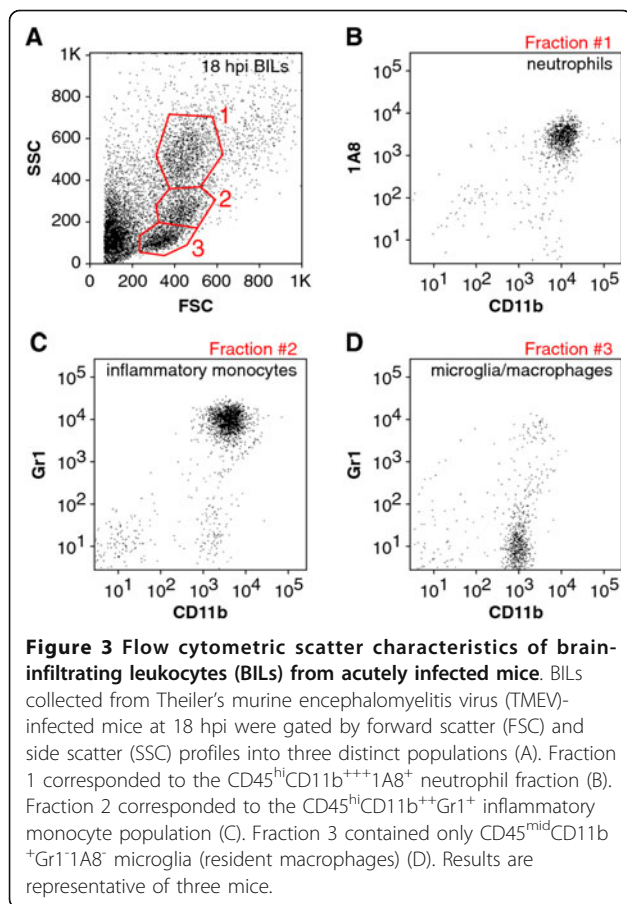 A
18 hpi BILs
1K
800
600
400
200
0
SSC
1
2
3
0 200 400 600 800 1K
FSC
B
Fraction #1
neutrophils
10^5
10^4
10^3
10^2
10^1
1A8
10^1 10^2 10^3 10^4 10^5
CD11b
C
Fraction #2
inflammatory monocytes
10^5
10^4
10^3
10^2
10^1
Gr1
10^1 10^2 10^3 10^4 10^5
CD11b
D
Fraction #3
microglia/macrophages
10^5
10^4
10^3
10^2
10^1
Gr1
10^1 10^2 10^3 10^4 10^5
CD11b
Figure 3 Flow cytometric scatter characteristics of brain-
infiltrating leukocytes (BILs) from acutely infected mice. BILs
collected from Theiler's murine encephalomyelitis virus (TMEV)-
infected mice at 18 hpi were gated by forward scatter (FSC) and
side scatter (SSC) profiles into three distinct populations (A). Fraction
1 corresponded to the CD45^hiCD11b^+++1A8^+ neutrophil fraction (B).
Fraction 2 corresponded to the CD45^hiCD11b^++Gr1^+ inflammatory
monocyte population (C). Fraction 3 contained only CD45^midCD11b
^+Gr1^-1A8^- microglia (resident macrophages) (D). Results are
representative of three mice.